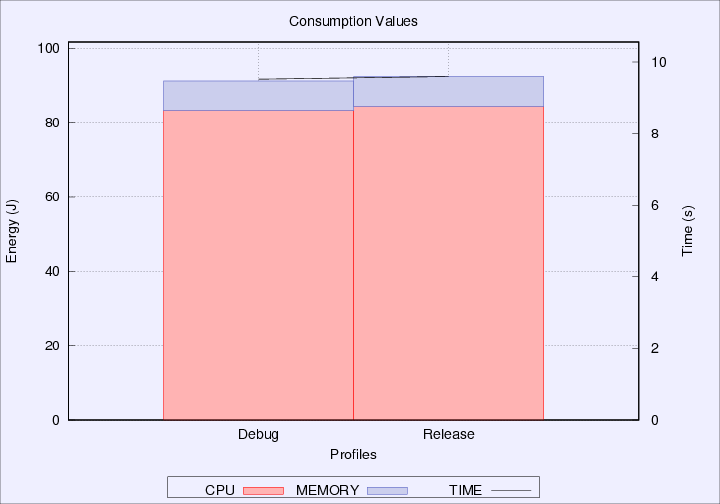 Consumption Values
100
80
60
40
20
0
Energy (J)
10
8
6
4
2
0
Time (s)
Debug Release
Profiles
CPU MEMORY TIME